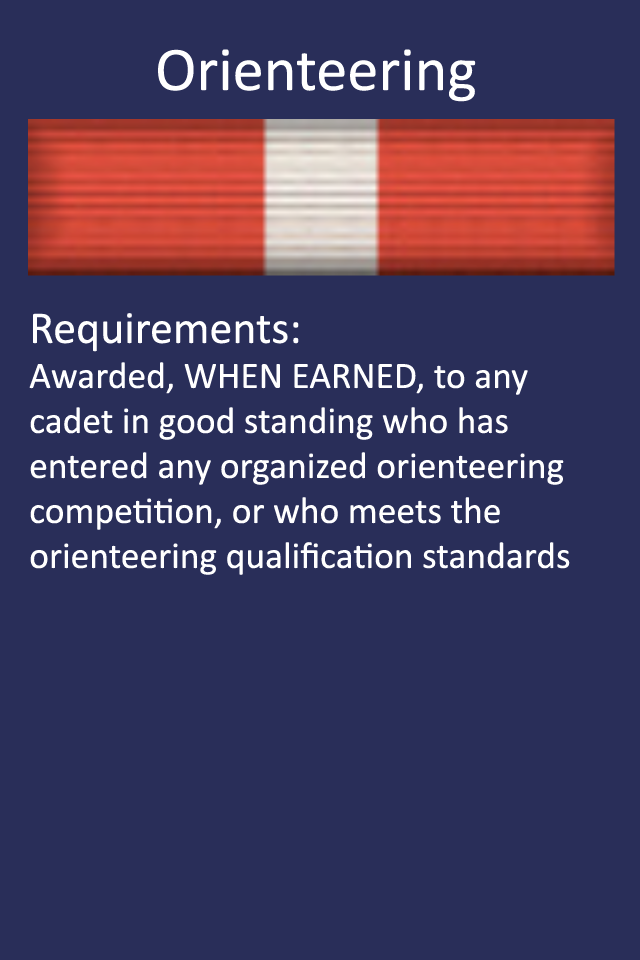 Orienteering
Requirements:
Awarded, WHEN EARNED, to any
cadet in good standing who has
entered any organized orienteering
competition, or who meets the
orienteering qualification standards